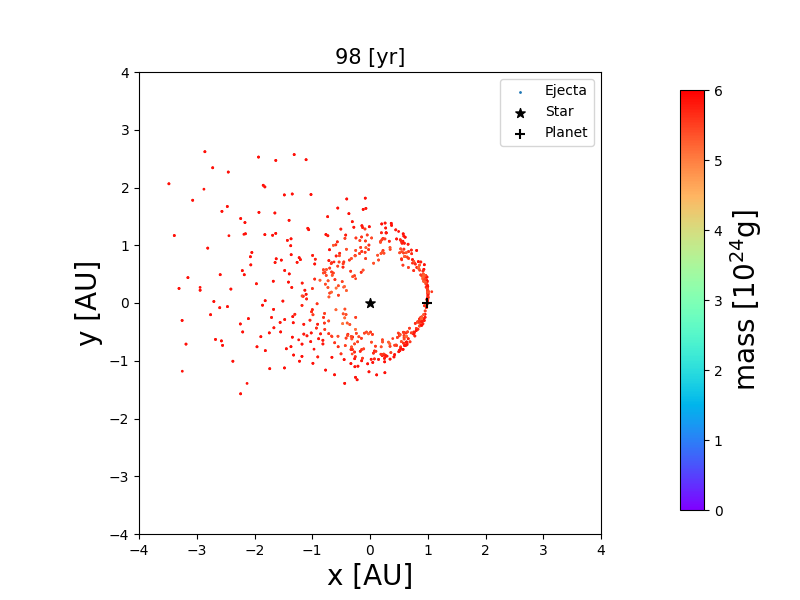 98 [yr]
Ejecta
Star
Planet
4
3
2
1
0
−1
−2
−3
−4
y [AU]
−4 −3 −2 −1 0 1 2 3 4
x [AU]
6
5
4
3
2
1
0
mass [10²⁴g]